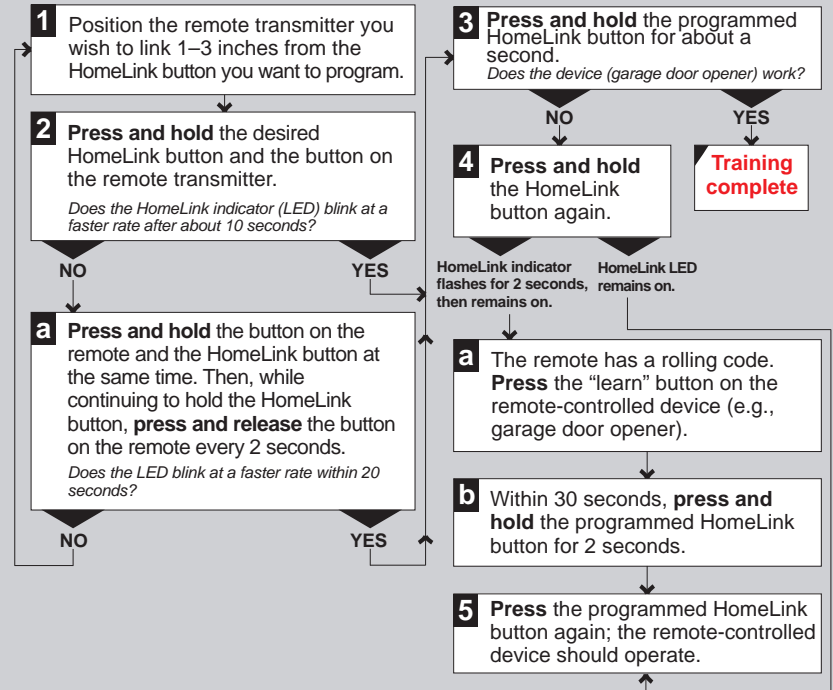 1 Position the remote transmitter you
wish to link 1–3 inches from the
HomeLink button you want to program.
2 Press and hold the desired
HomeLink button and the button on
the remote transmitter.
Does the HomeLink indicator (LED) blink at a
faster rate after about 10 seconds?
NO
YES
a Press and hold the button on the
remote and the HomeLink button at
the same time. Then, while
continuing to hold the HomeLink
button, press and release the button
on the remote every 2 seconds.
Does the LED blink at a faster rate within 20
seconds?
NO
YES
3 Press and hold the programmed
HomeLink button for about a
second.
Does the device (garage door opener) work?
NO
YES
4 Press and hold
the HomeLink
button again.
Training
complete
HomeLink indicator
flashes for 2 seconds,
then remains on.
HomeLink LED
remains on.
a The remote has a rolling code.
Press the “learn” button on the
remote-controlled device (e.g.,
garage door opener).
b Within 30 seconds, press and
hold the programmed HomeLink
button for 2 seconds.
5 Press the programmed HomeLink
button again; the remote-controlled
device should operate.